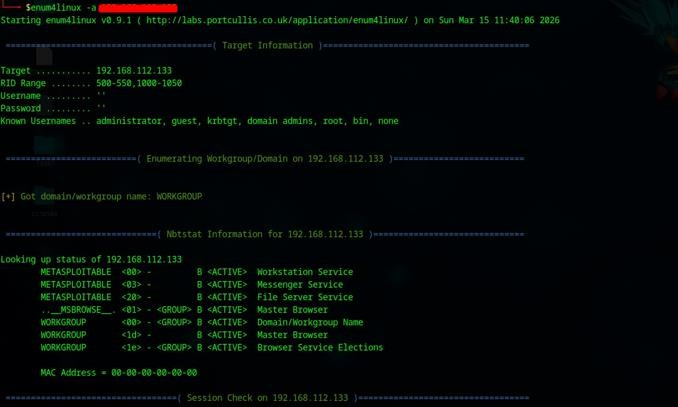 $enum4linux -a
Starting enum4linux v0.9.1 ( http://labs.portcullis.co.uk/application/enum4linux/ ) on Sun Mar 15 11:40:06 2026
=========================================( Target Information )=========================================
Target ........... 192.168.112.133
RID Range ........ 500-550,1000-1050
Username ......... ''
Password ......... ''
Known Usernames .. administrator, guest, krbtgt, domain admins, root, bin, none
==========================( Enumerating Workgroup/Domain on 192.168.112.133 )==========================
[+] Got domain/workgroup name: WORKGROUP
==============================( Nbtstat Information for 192.168.112.133 )==============================
Looking up status of 192.168.112.133
METASPLOITABLE <00> - B <ACTIVE> Workstation Service
METASPLOITABLE <03> - B <ACTIVE> Messenger Service
METASPLOITABLE <20> - B <ACTIVE> File Server Service
..__MSBROWSE__. <01> - <GROUP> B <ACTIVE> Master Browser
WORKGROUP <00> - <GROUP> B <ACTIVE> Domain/Workgroup Name
WORKGROUP <1d> - B <ACTIVE> Master Browser
WORKGROUP <1e> - <GROUP> B <ACTIVE> Browser Service Elections
MAC Address = 00-00-00-00-00-00
==================================( Session Check on 192.168.112.133 )==================================